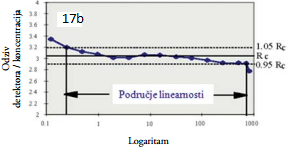 17b
Odziv
detektora / koncentracija
4
3.8
3.6
3.4
3.2
3
2.8
2.6
2.4
2.2
2
1.05 Rc
Rc
0.95 Rc
Područje linearnosti
0.1
1
10
100
1000
Logaritam